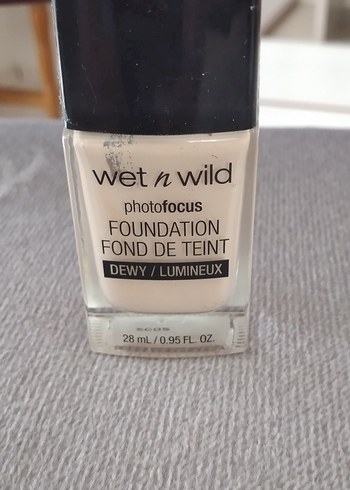 wet n wild
photofocus
FOUNDATION
FOND DE TEINT
DEWY / LUMINEUX
28 mL / 0.95 FL. OZ.